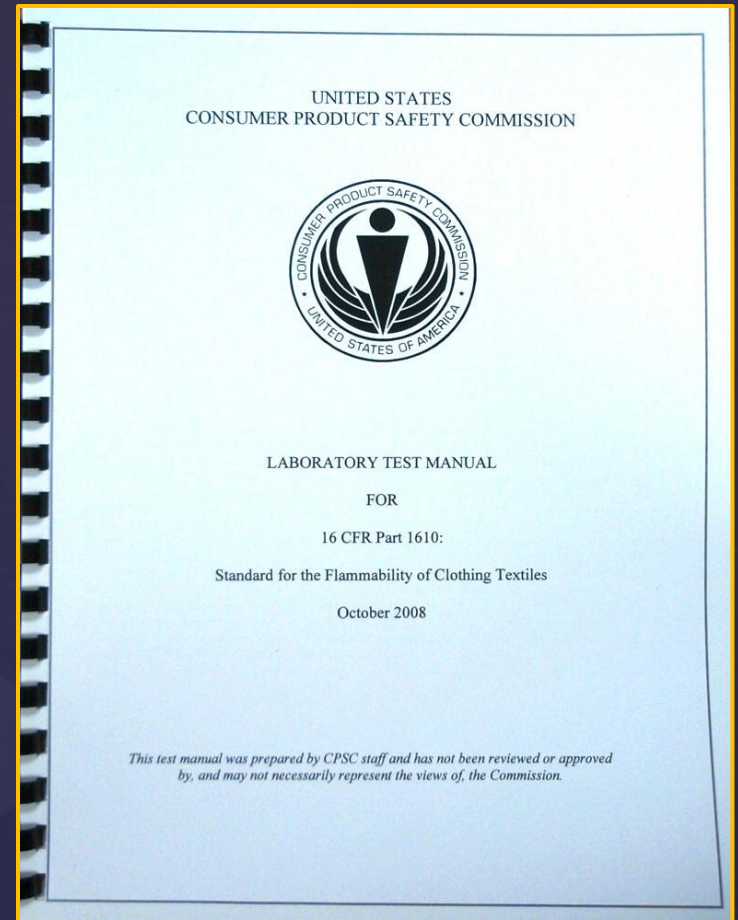 UNITED STATES
CONSUMER PRODUCT SAFETY COMMISSION
CONSUMER PRODUCT SAFETY COMMISSION
UNITED STATES OF AMERICA
LABORATORY TEST MANUAL
FOR
16 CFR Part 1610:
Standard for the Flammability of Clothing Textiles
October 2008
This test manual was prepared by CPSC staff and has not been reviewed or approved
by, and may not necessarily represent the views of, the Commission.